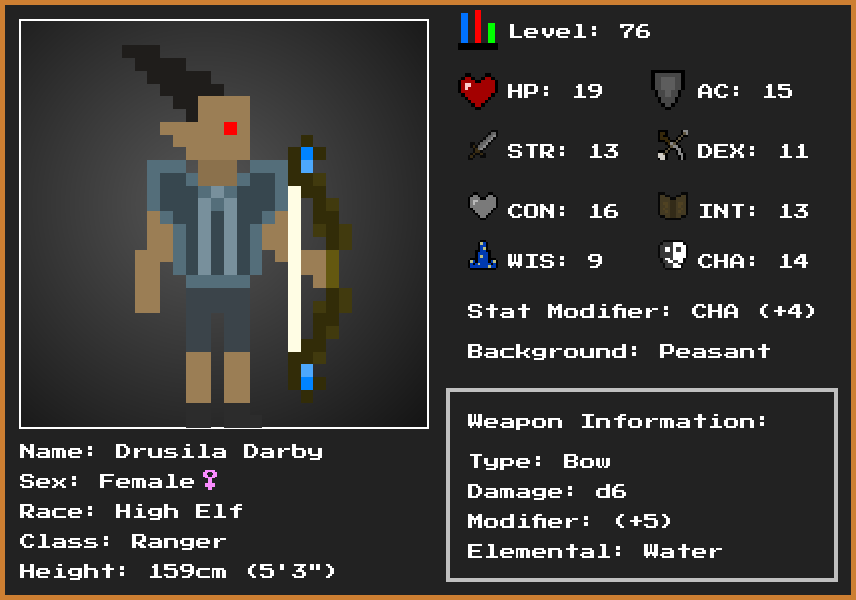 Level: 76
HP: 19 AC: 15
STR: 13 DEX: 11
CON: 16 INT: 13
WIS: 9 CHA: 14
Stat Modifier: CHA (+4)
Background: Peasant
Weapon Information:
Type: Bow
Damage: d6
Modifier: (+5)
Elemental: Water
Name: Drusila Darby
Sex: Female♀
Race: High Elf
Class: Ranger
Height: 159cm (5'3")